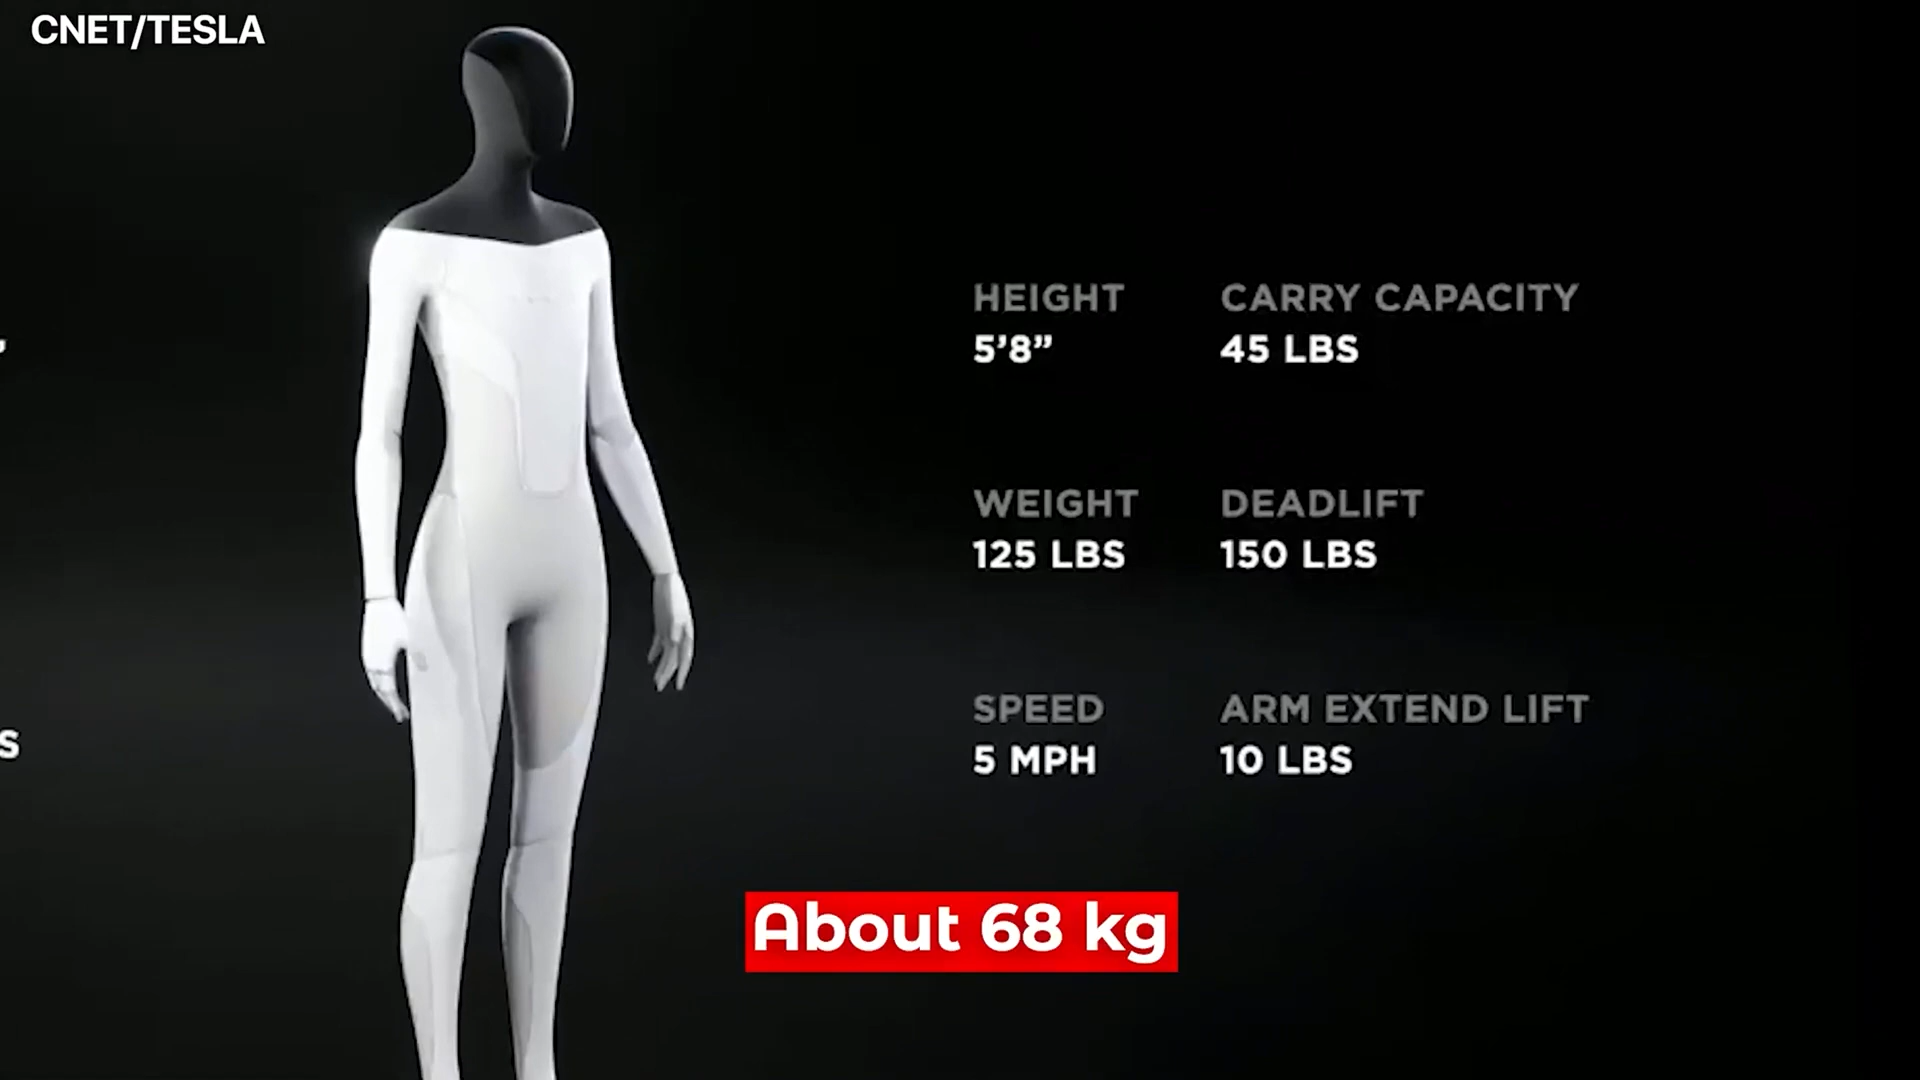 CNET/TESLA
HEIGHT
5’8”
CARRY CAPACITY
45 LBS
WEIGHT
125 LBS
DEADLIFT
150 LBS
S
SPEED
5 MPH
ARM EXTEND LIFT
10 LBS
About 68 kg